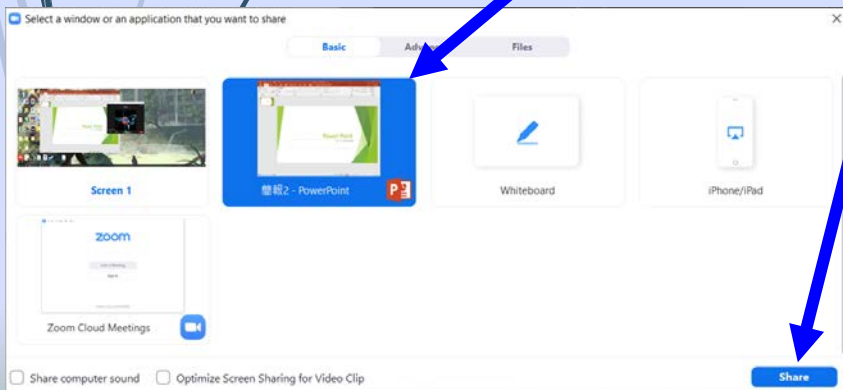 Select a window or an application that you want to share
Basic
Files
Screen 1
簡報2 - PowerPoint
Whiteboard
iPhone/iPad
zoom
Zoom Cloud Meetings
Share computer sound
Optimize Screen Sharing for Video Clip
Share